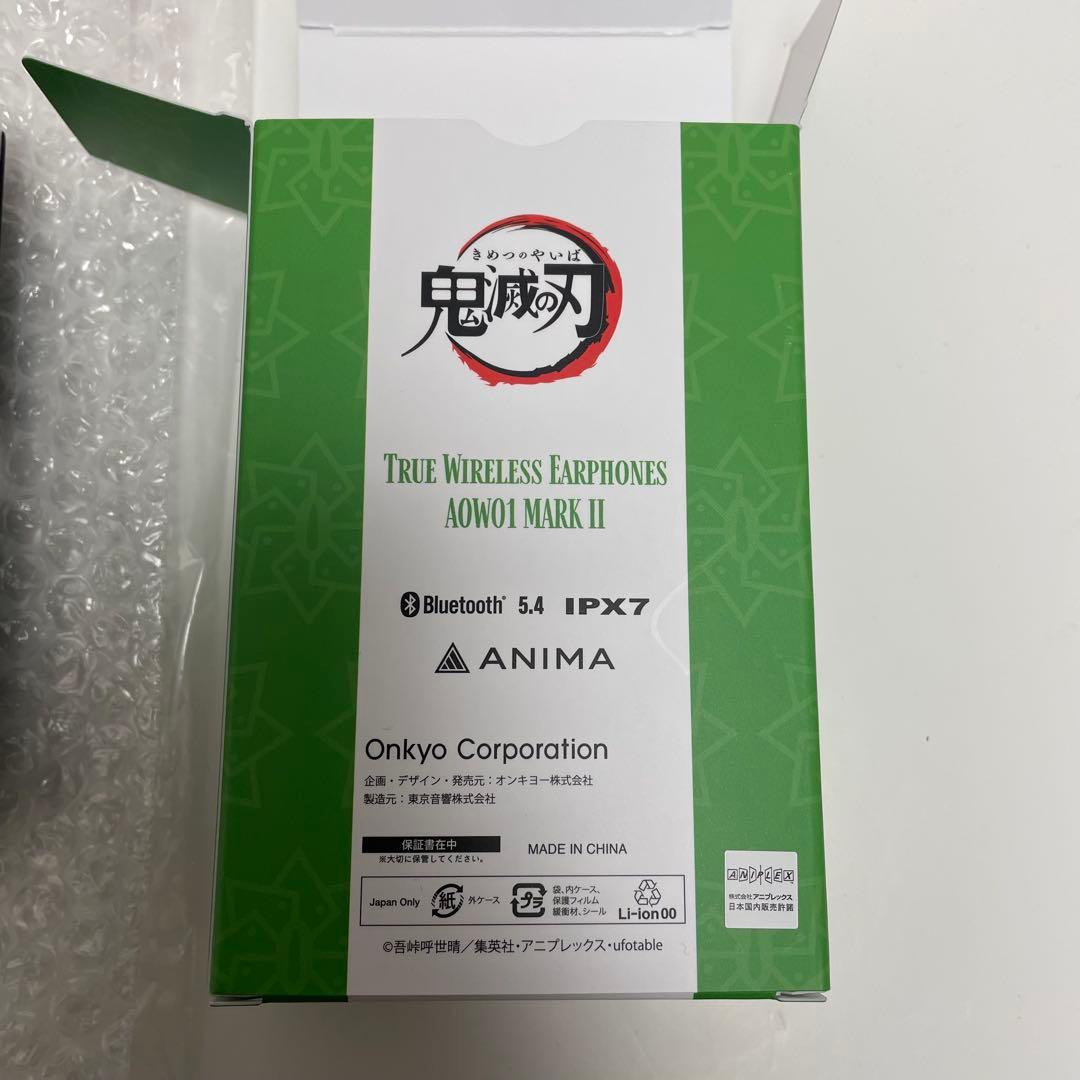 きめつのやいば
鬼滅の刃
TRUE WIRELESS EARPHONES
AOW01 MARK II
Bluetooth® 5.4 IPX7
ANIMA
Onkyo Corporation
企画・デザイン・発売元：オンキヨー株式会社
製造元：東京音響株式会社
保証書在中
※大切に保管してください。
MADE IN CHINA
Japan Only 紙 外ケース プラ 袋、内ケース、
保護フィルム
緩衝材、シール
Li-ion00
ANIPLEX
株式会社アニプレックス
日本国内販売許諾
©吾峠呼世晴／集英社・アニプレックス・ufotable